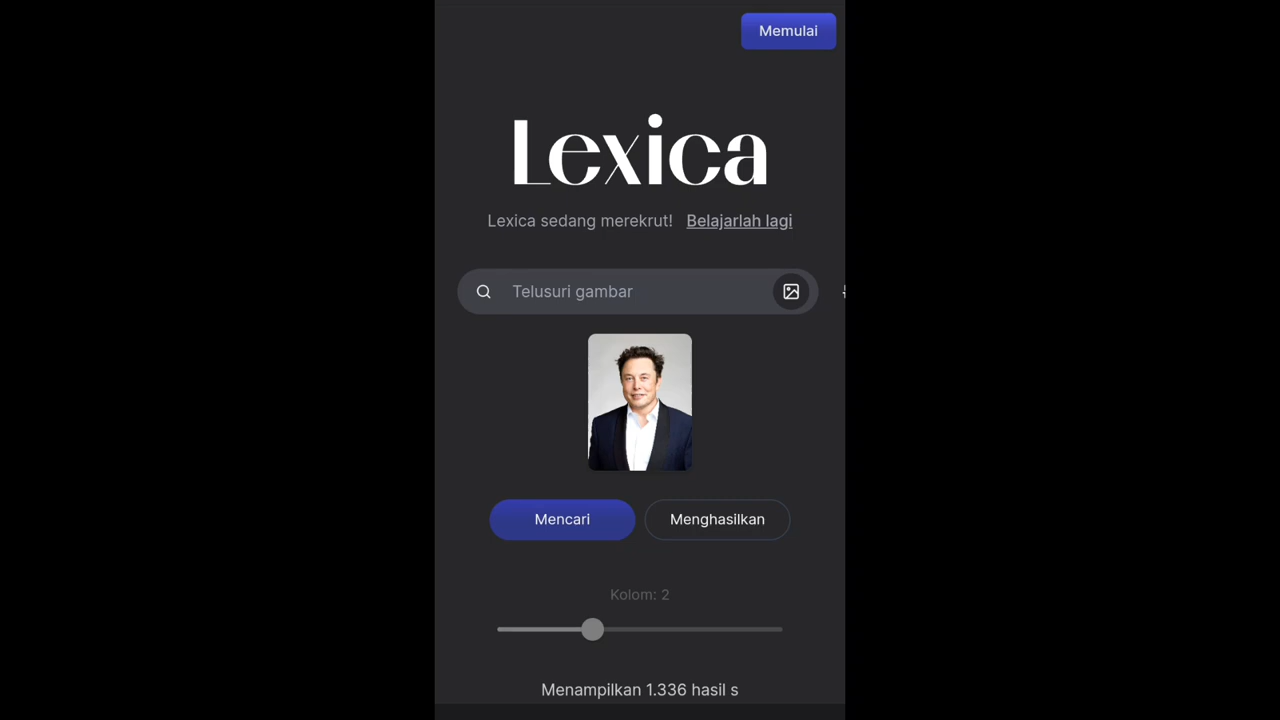 Memulai
Lexica
Lexica sedang merekrut! Belajarlah lagi
Telusuri gambar
Mencari
Menghasilkan
Kolom: 2
Menampilkan 1.336 hasil s